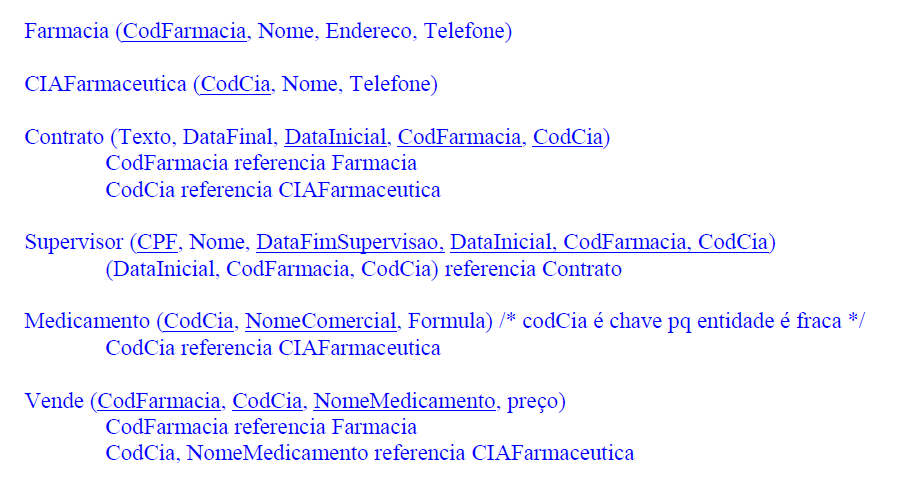 Farmacia (CodFarmacia, Nome, Endereco, Telefone)
CIAFarmaceutica (CodCia, Nome, Telefone)
Contrato (Texto, DataFinal, DataInicial, CodFarmacia, CodCia)
CodFarmacia referencia Farmacia
CodCia referencia CIAFarmaceutica
Supervisor (CPF, Nome, DataFimSupervisao, DataInicial, CodFarmacia, CodCia)
(DataInicial, CodFarmacia, CodCia) referencia Contrato
Medicamento (CodCia, NomeComercial, Formula) /* codCia é chave pq entidade é fraca */
CodCia referencia CIAFarmaceutica
Vende (CodFarmacia, CodCia, NomeMedicamento, preço)
CodFarmacia referencia Farmacia
CodCia, NomeMedicamento referencia CIAFarmaceutica